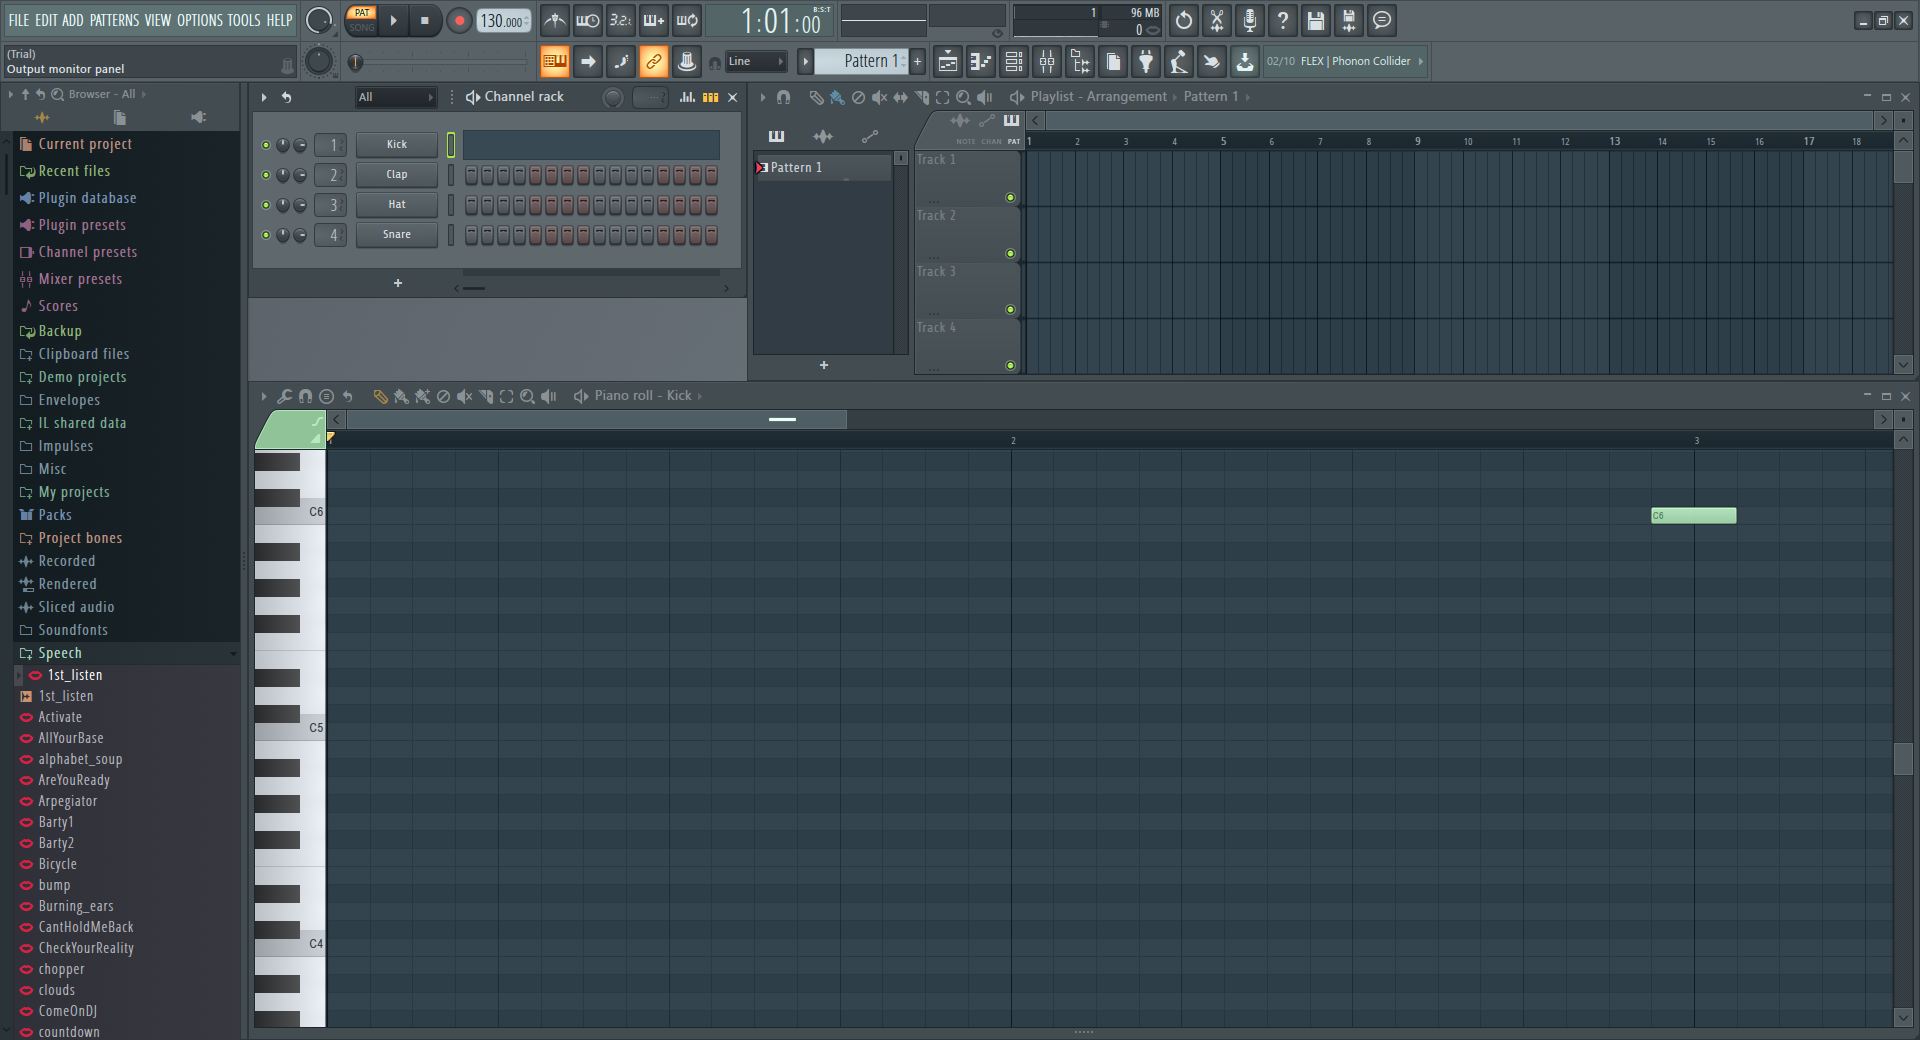 FILE EDIT ADD PATTERNS VIEW OPTIONS TOOLS HELP
PAT
SONG
130.000
3.2.
1:01:00
B:S:T
1
96 MB
0
(Trial)
Output monitor panel
Line
Pattern 1
+
02/10 FLEX | Phonon Collider
Browser - All
Current project
Recent files
Plugin database
Plugin presets
Channel presets
Mixer presets
Scores
Backup
Clipboard files
Demo projects
Envelopes
IL shared data
Impulses
Misc
My projects
Packs
Project bones
Recorded
Rendered
Sliced audio
Soundfonts
Speech
1st_listen
1st_listen
Activate
AllYourBase
alphabet_soup
AreYouReady
Arpegiator
Barty1
Barty2
Bicycle
bump
Burning_ears
CantHoldMeBack
CheckYourReality
chopper
clouds
ComeOnDJ
countdown
All
Channel rack
1 Kick
2 Clap
3 Hat
4 Snare
+
Playlist - Arrangement Pattern 1
Pattern 1
+
NOTE CHAN PAT
1 2 3 4 5 6 7 8 9 10 11 12 13 14 15 16 17 18
Track 1
Track 2
Track 3
Track 4
Piano roll - Kick
2 3
C6
C6
C5
C4